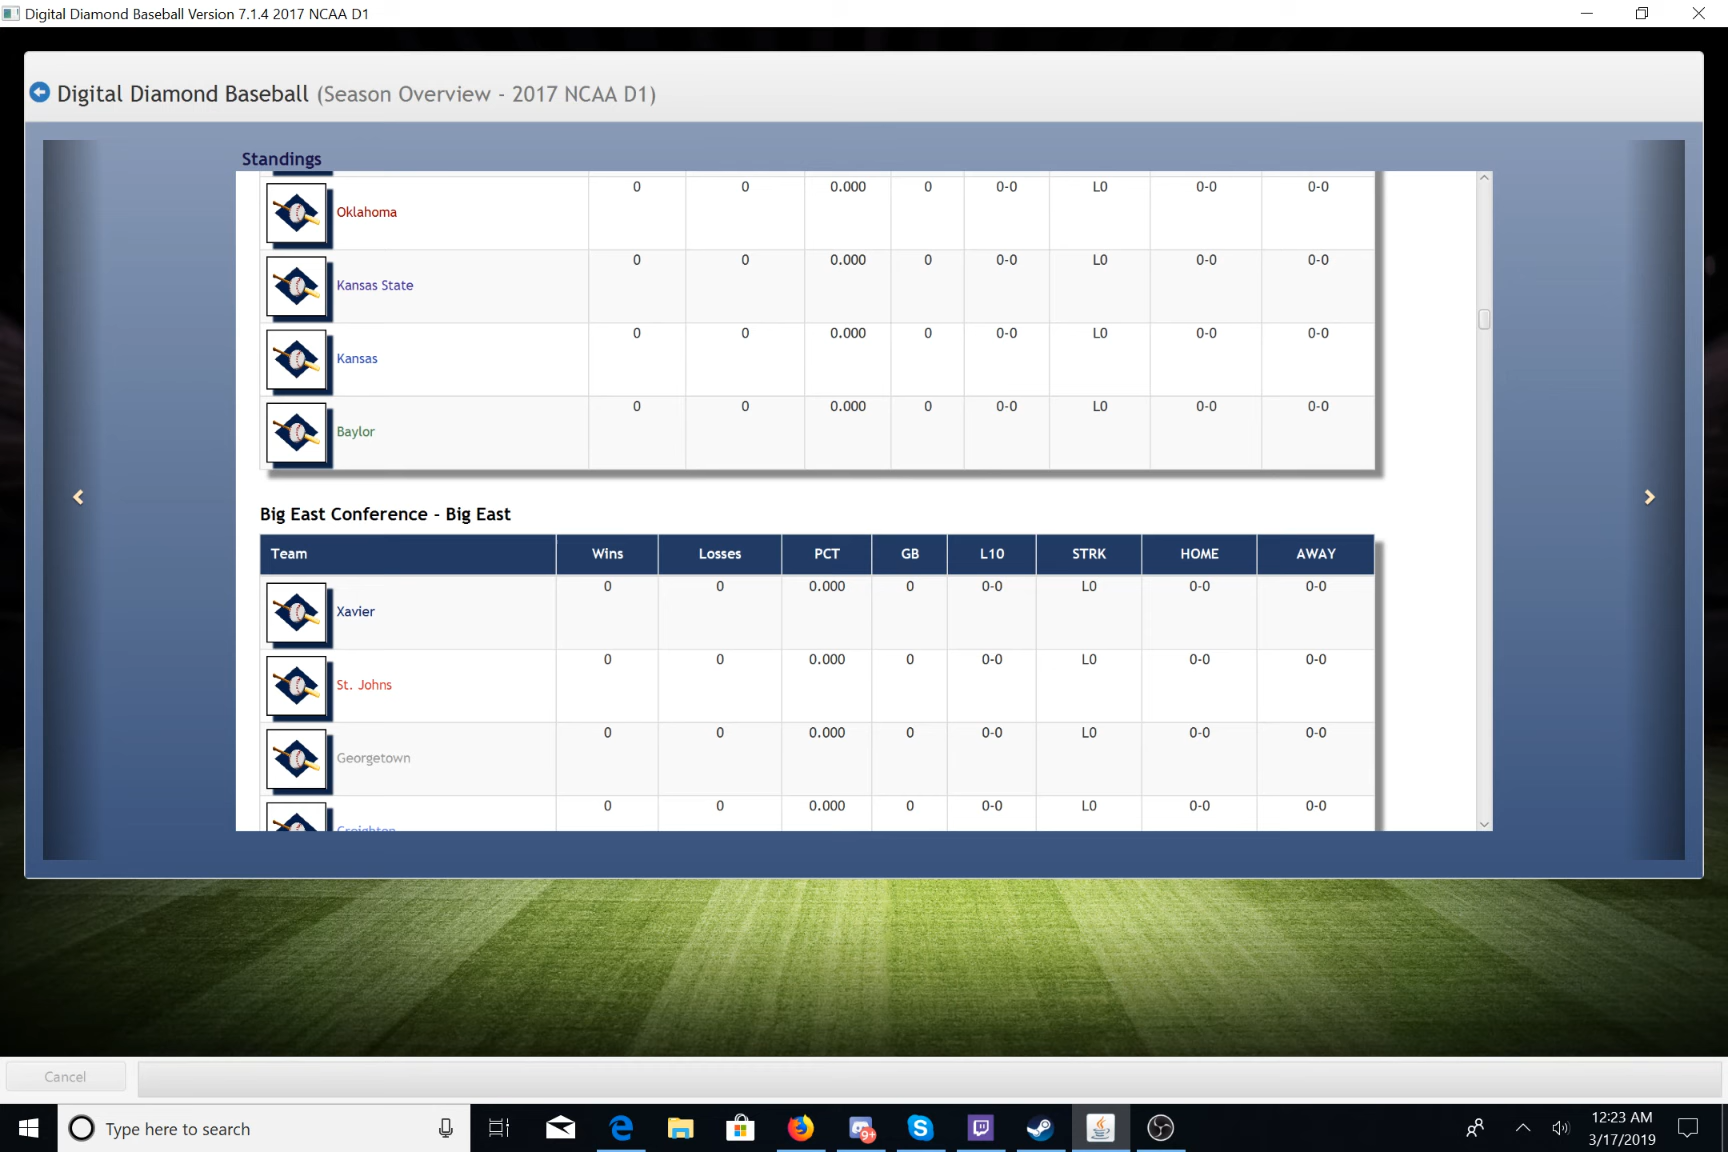 Digital Diamond Baseball Version 7.1.4 2017 NCAA D1
Digital Diamond Baseball (Season Overview - 2017 NCAA D1)
Standings
Oklahoma 0 0 0.000 0 0-0 L0 0-0 0-0
Kansas State 0 0 0.000 0 0-0 L0 0-0 0-0
Kansas 0 0 0.000 0 0-0 L0 0-0 0-0
Baylor 0 0 0.000 0 0-0 L0 0-0 0-0
Big East Conference - Big East
Team Wins Losses PCT GB L10 STRK HOME AWAY
Xavier 0 0 0.000 0 0-0 L0 0-0 0-0
St. Johns 0 0 0.000 0 0-0 L0 0-0 0-0
Georgetown 0 0 0.000 0 0-0 L0 0-0 0-0
Creighton 0 0 0.000 0 0-0 L0 0-0 0-0
Cancel
Type here to search
9+
12:23 AM
3/17/2019